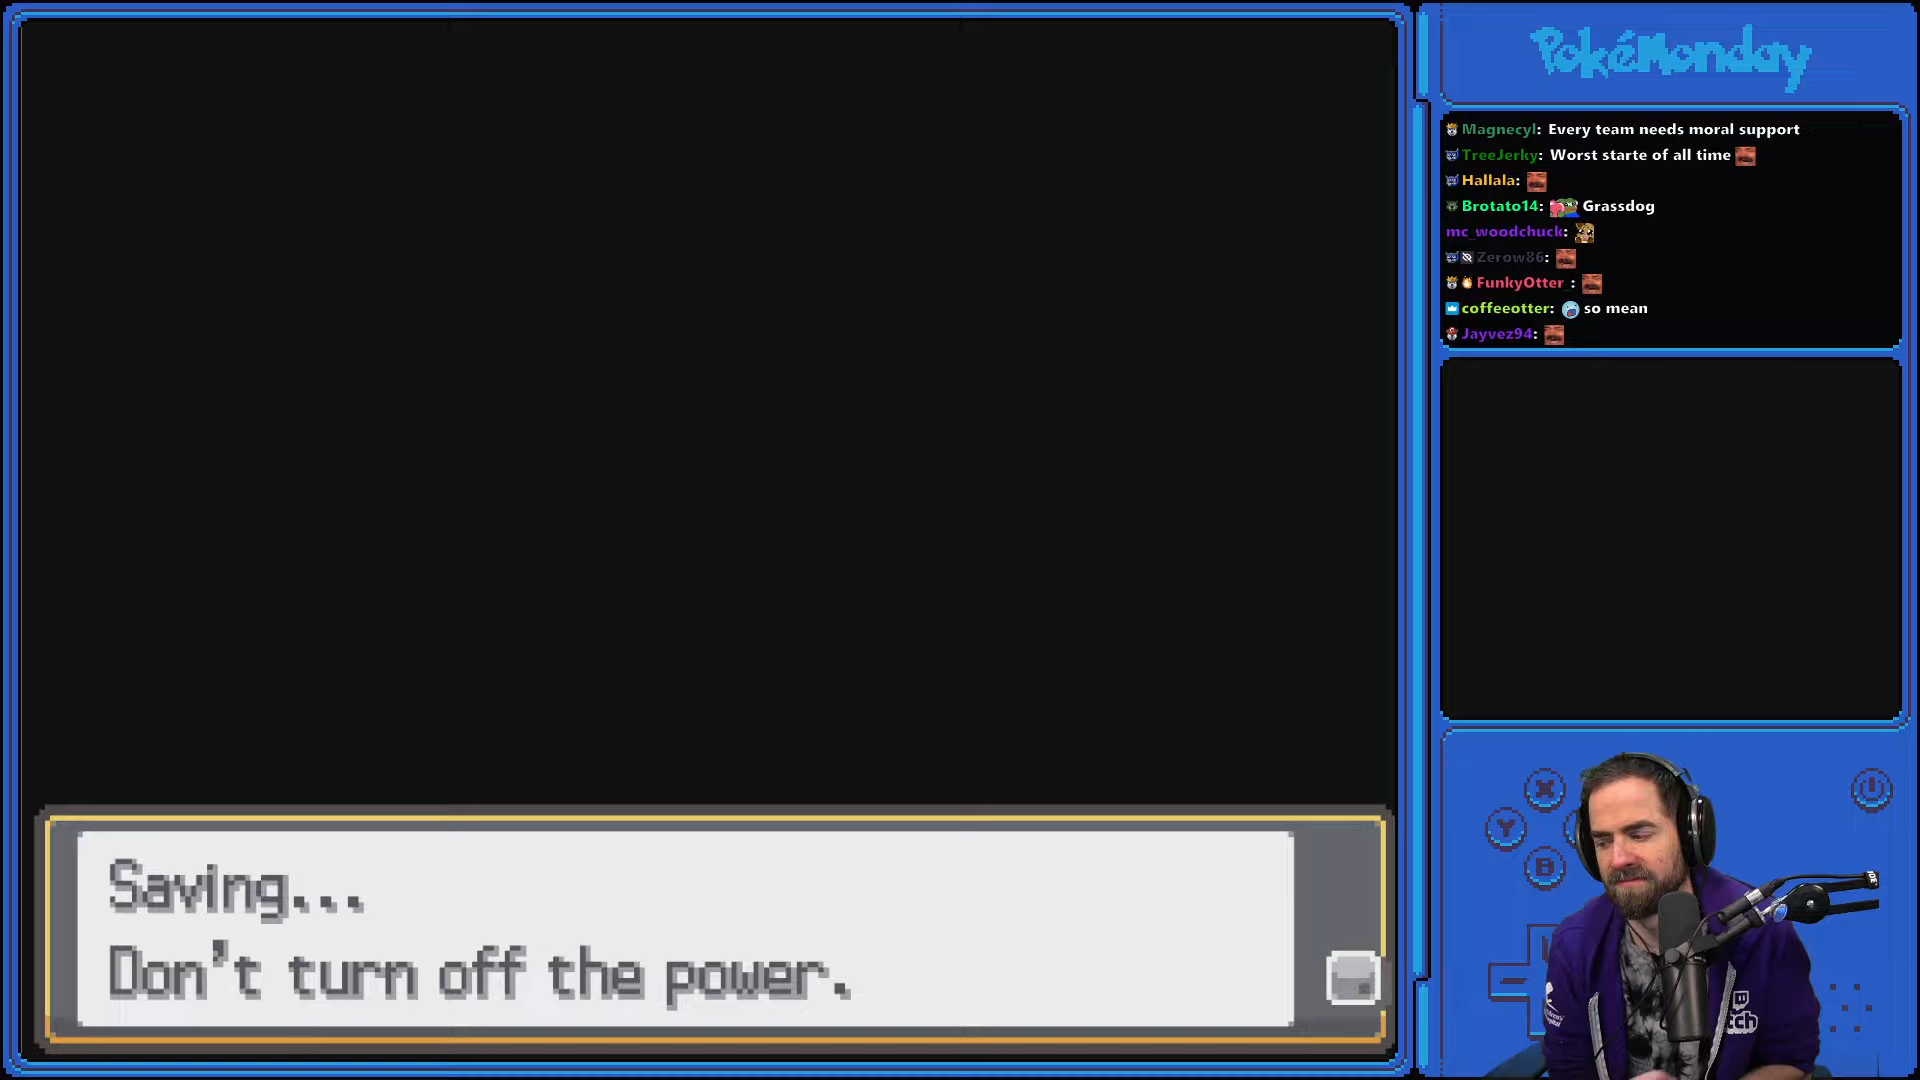 PokéMonday
Magnecyl: Every team needs moral support
TreeJerky: Worst starte of all time
Hallala:
Brotato14: Grassdog
mc_woodchuck:
Zerow86:
FunkyOtter_:
coffeeotter: so mean
Jayvez94:
X
Y
B
Saving...
Don't turn off the power.